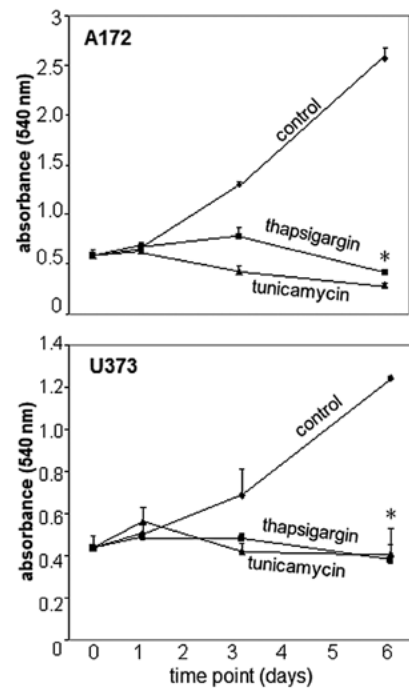 A172
absorbance (540 nm)
3
2.5
2.0
1.5
1.0
0.5
0
control
thapsigargin
*
tunicamycin
U373
absorbance (540 nm)
1.4
1.2
1.0
0.8
0.6
0.4
0.2
0
control
*
thapsigargin
tunicamycin
0 1 2 3 4 5 6
time point (days)